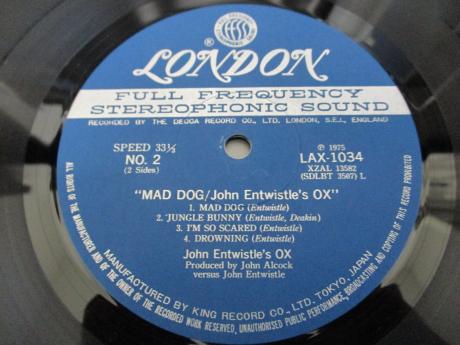 LONDON
®
FULL FREQUENCY
STEREOPHONIC SOUND
RECORDED BY THE DECCA RECORD CO., LTD. LONDON, S.E.I., ENGLAND
SPEED 33⅓
NO. 2
(2 Sides)
℗ 1975
LAX-1034
XZAL 13582
(SDLBT 3507) L
"MAD DOG/John Entwistle's OX"
1. MAD DOG (Entwistle)
2. JUNGLE BUNNY (Entwistle, Deakin)
3. I'M SO SCARED (Entwistle)
4. DROWNING (Entwistle)
John Entwistle's OX
Produced by John Alcock
versus John Entwistle
MANUFACTURED BY KING RECORD CO., LTD. TOKYO, JAPAN
ALL RIGHTS OF THE MANUFACTURER AND OF THE OWNER OF THE RECORDED WORK RESERVED, UNAUTHORISED PUBLIC PERFORMANCE, BROADCASTING AND COPYING OF THIS RECORD PROHIBITED